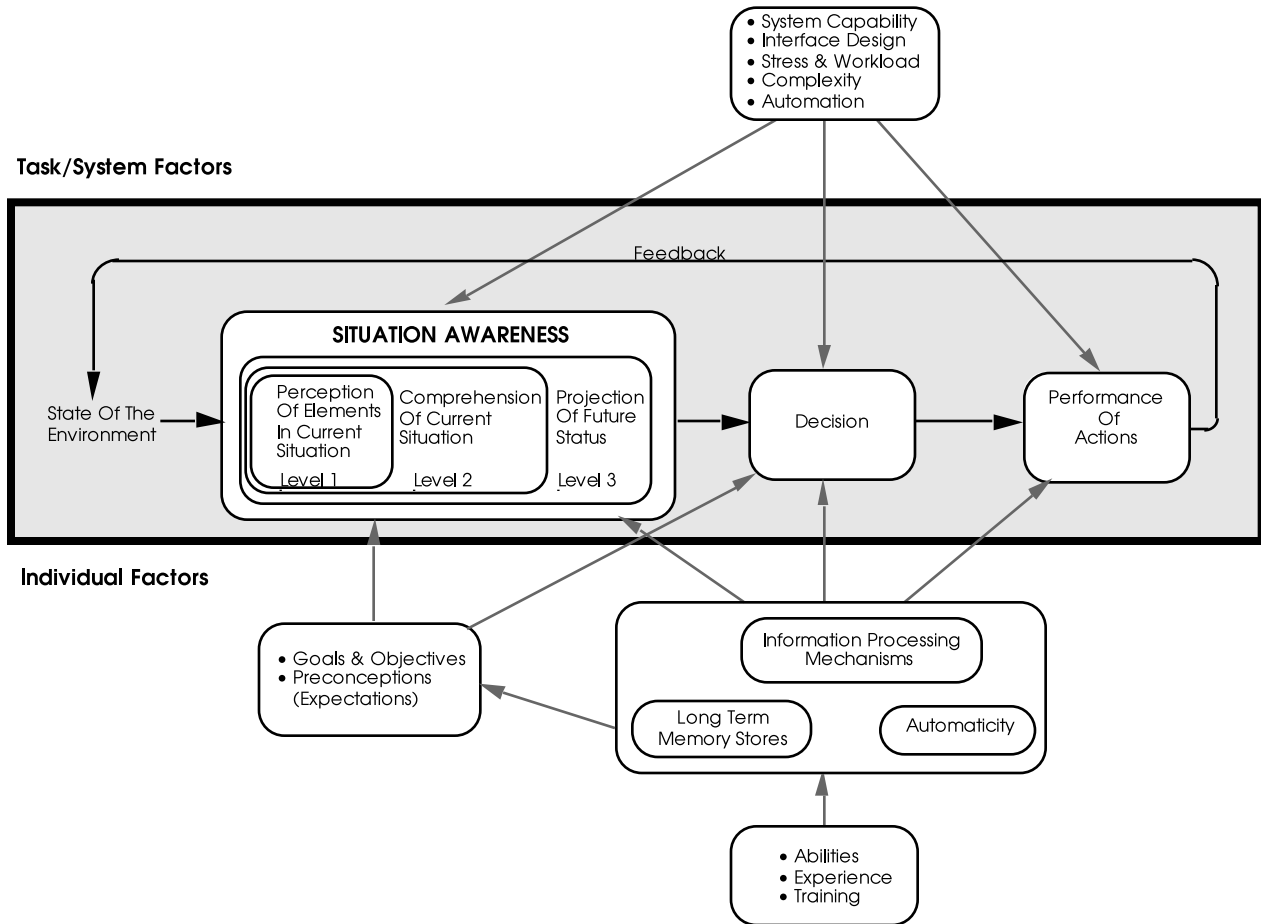 • System Capability
• Interface Design
• Stress & Workload
• Complexity
• Automation
Task/System Factors
Feedback
SITUATION AWARENESS
State Of The
Environment
Perception
Of Elements
In Current
Situation
Level 1
Comprehension
Of Current
Situation
Level 2
Projection
Of Future
Status
Level 3
Decision
Performance
Of
Actions
Individual Factors
• Goals & Objectives
• Preconceptions
(Expectations)
Information Processing
Mechanisms
Long Term
Memory Stores
Automaticity
• Abilities
• Experience
• Training